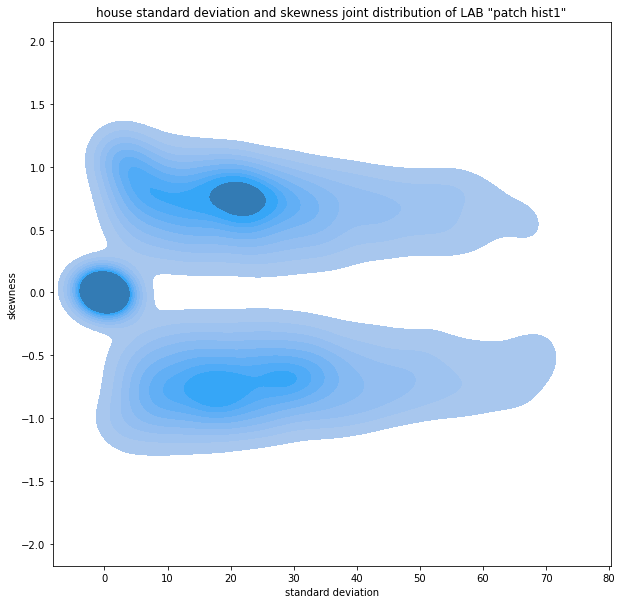 house standard deviation and skewness joint distribution of LAB "patch hist1"
2.0
1.5
1.0
0.5
0.0
−0.5
−1.0
−1.5
−2.0
skewness
0 10 20 30 40 50 60 70 80
standard deviation